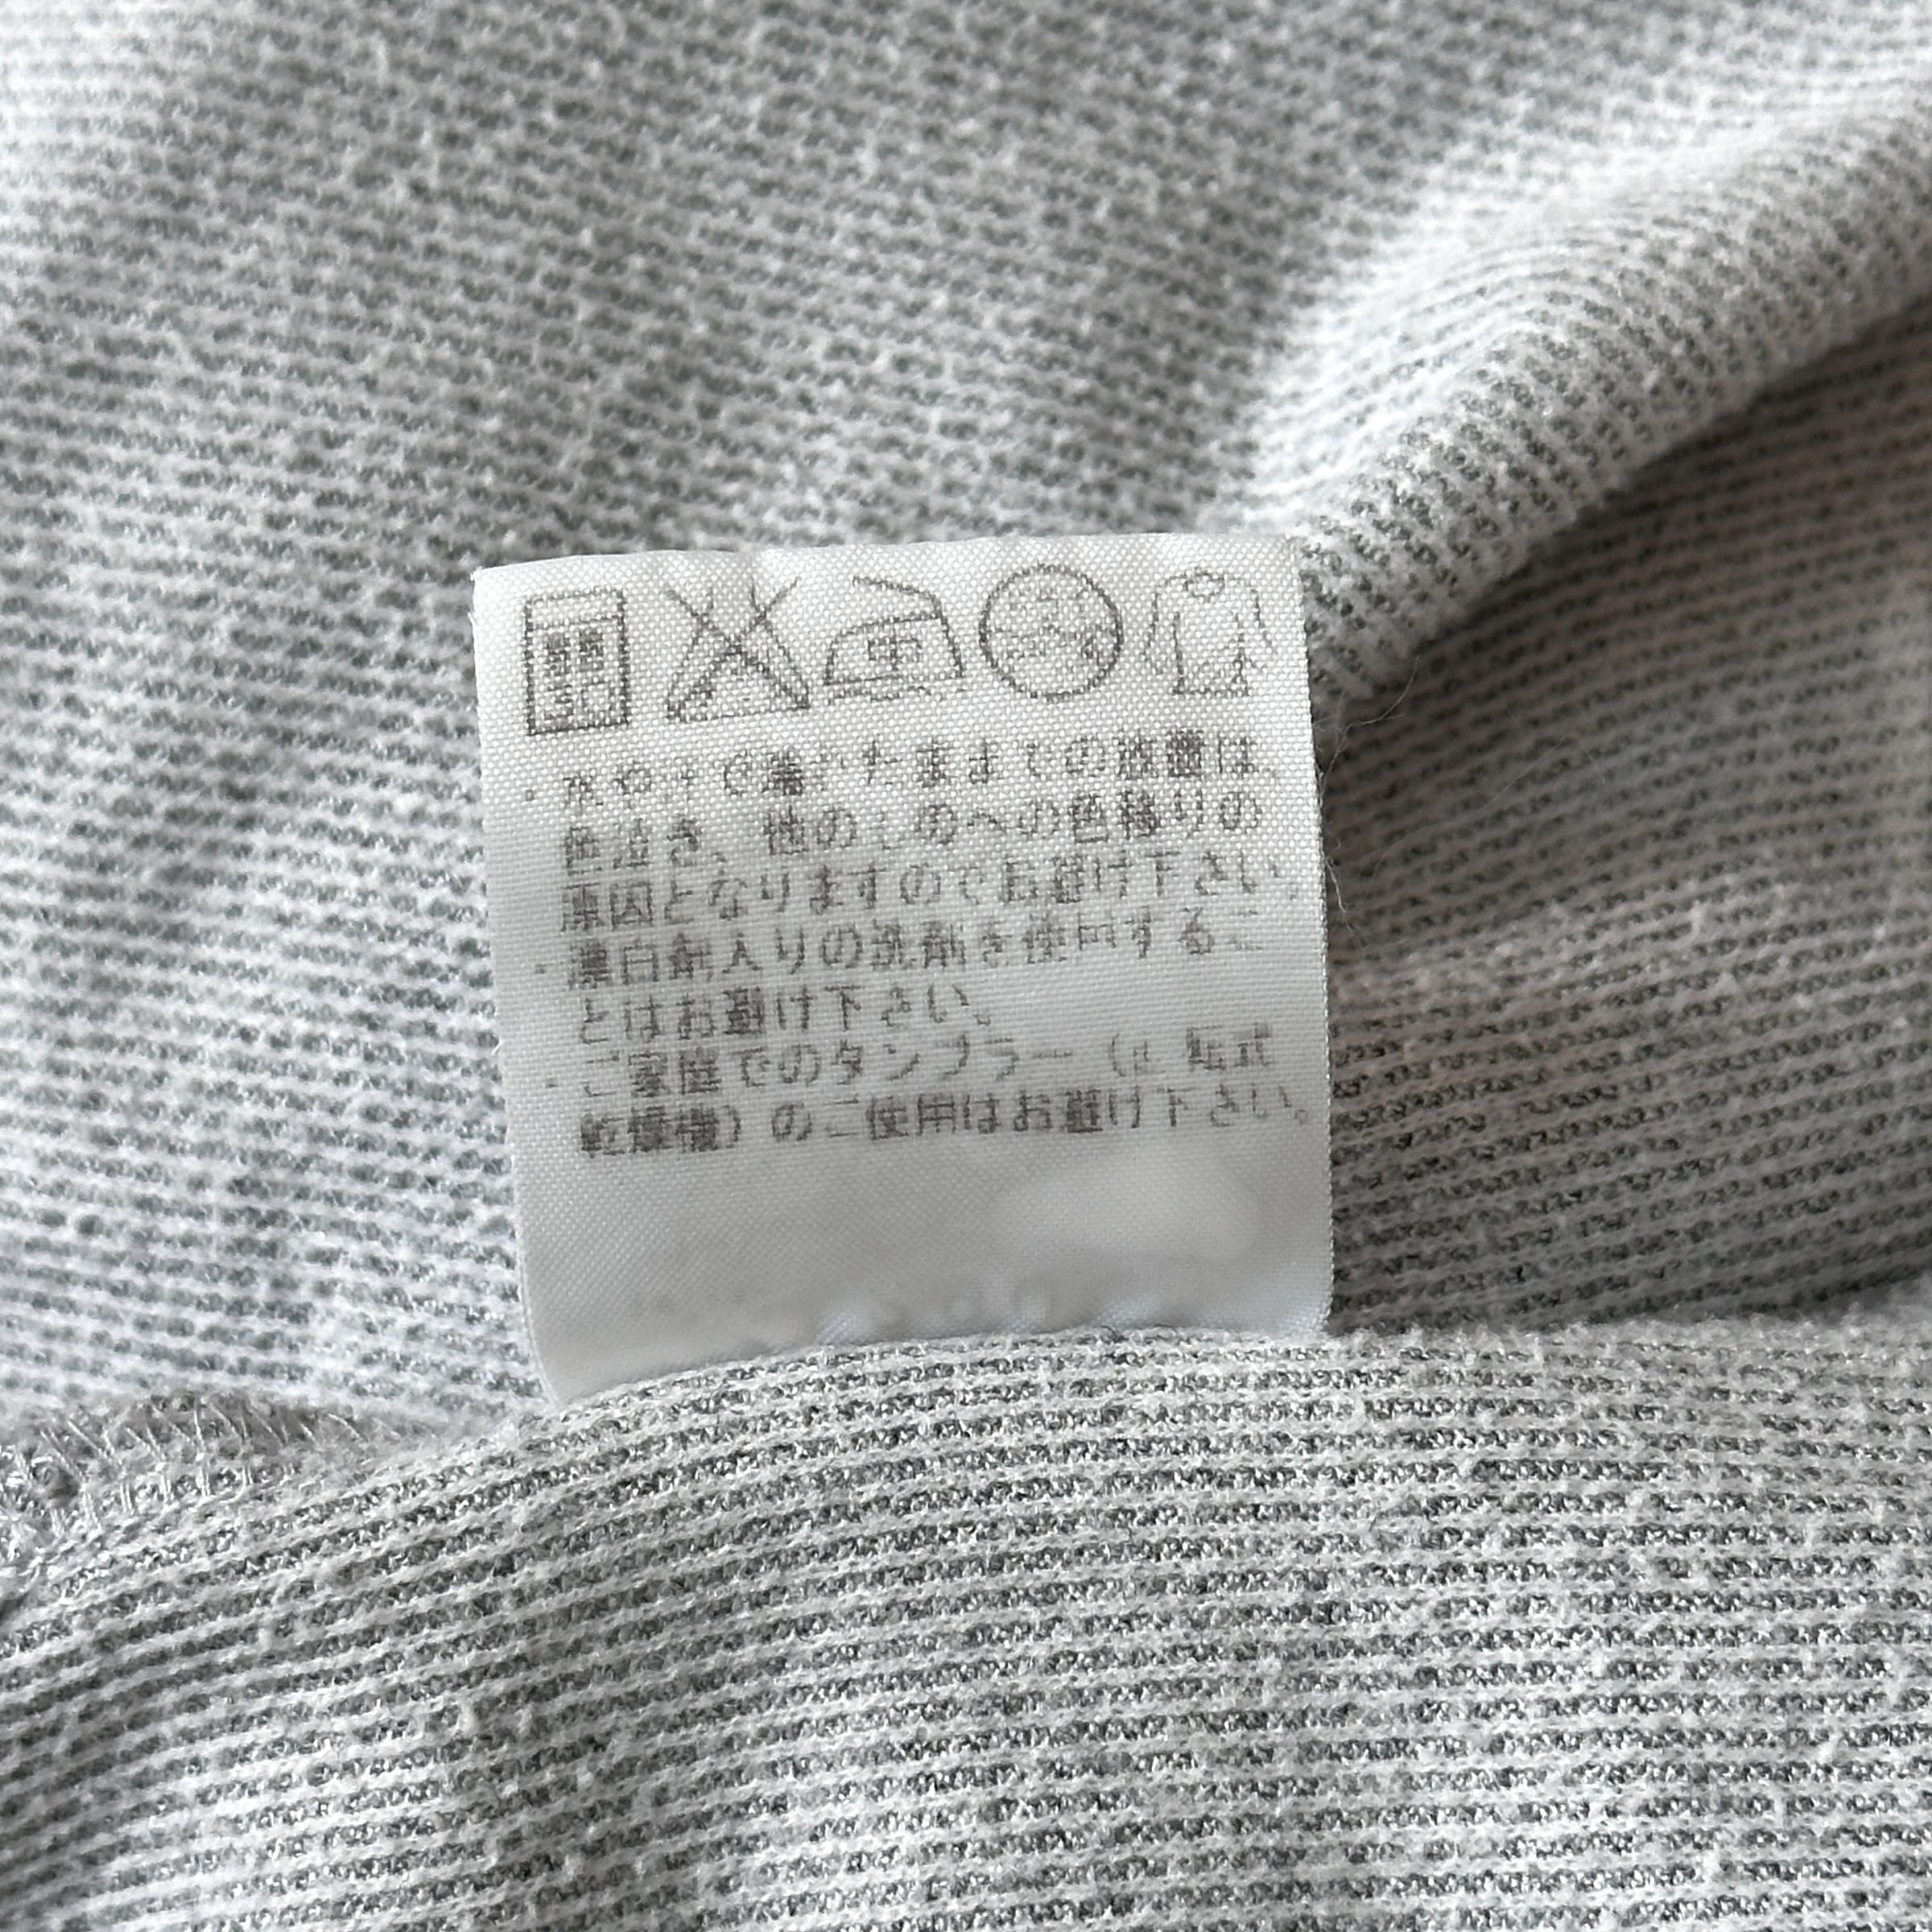 中
・水や汗で濡れたままでの放置は、
色泣き、他のものへの色移りの
原因となりますのでお避け下さい。
・漂白剤入りの洗剤を使用するこ
とはお避け下さい。
・ご家庭でのタンブラー(回転式
乾燥機)のご使用はお避け下さい。